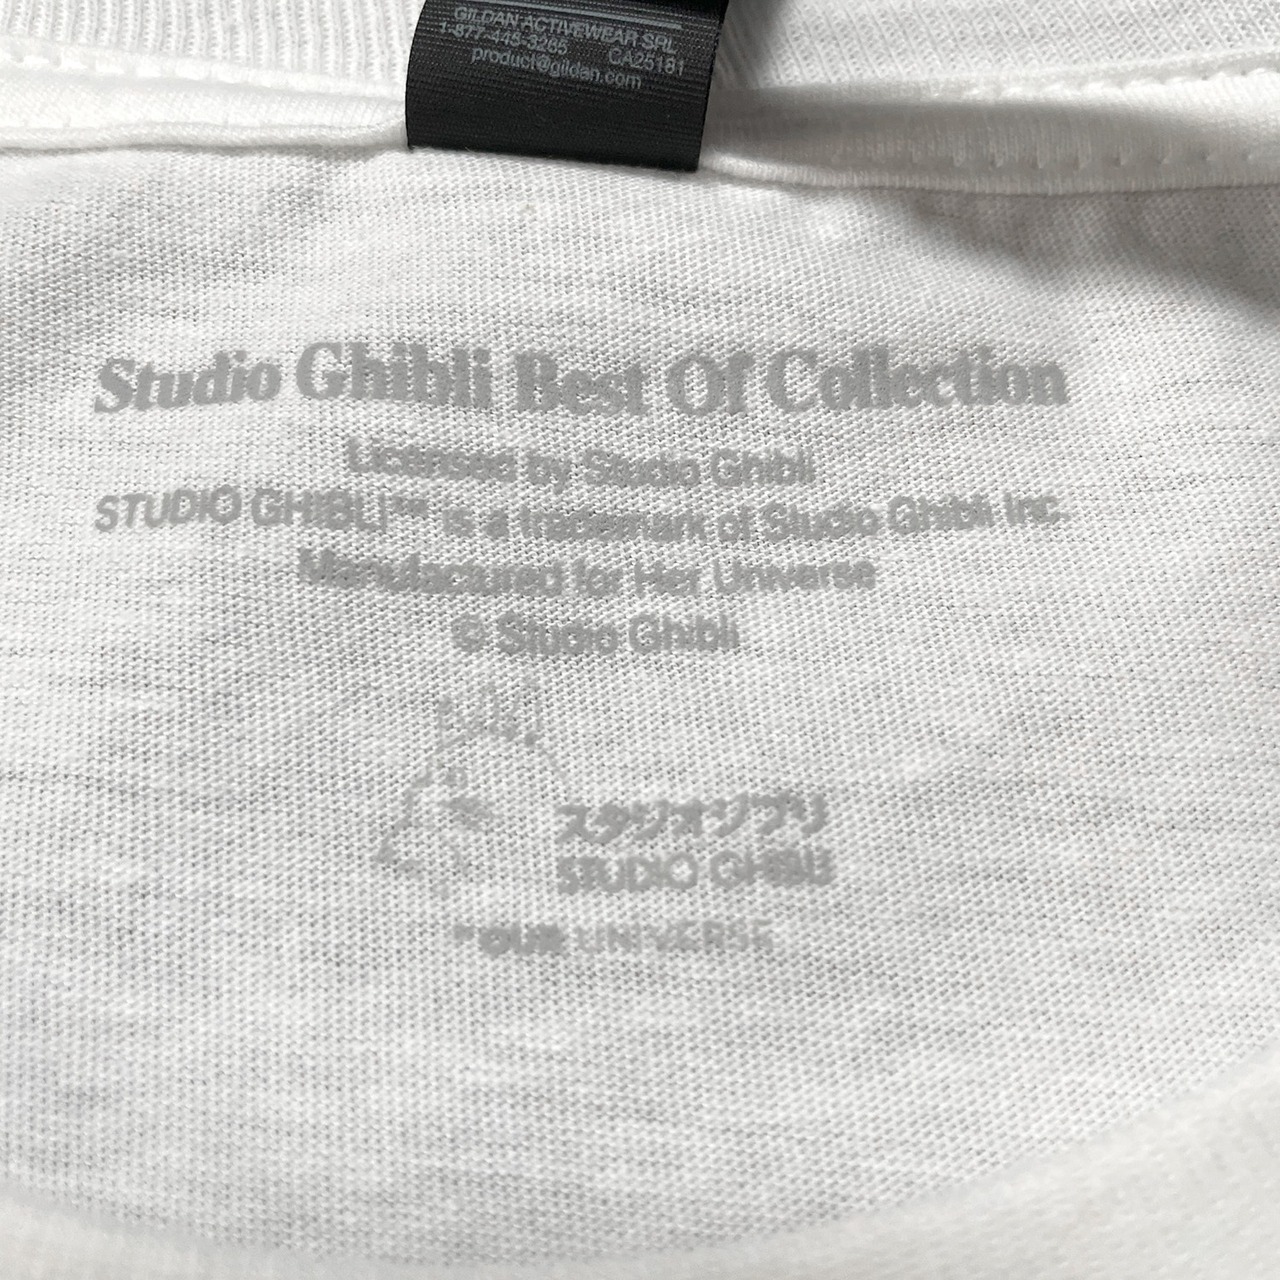 GILDAN ACTIVEWEAR SRL
1-877-445-3265 CA25181
product@gildan.com
Studio Ghibli Best Of Collection
Licensed by Studio Ghibli
STUDIO GHIBLI™ is a trademark of Studio Ghibli Inc.
Manufactured for Her Universe
© Studio Ghibli
スタジオジブリ
STUDIO GHIBLI
UNIVERSE